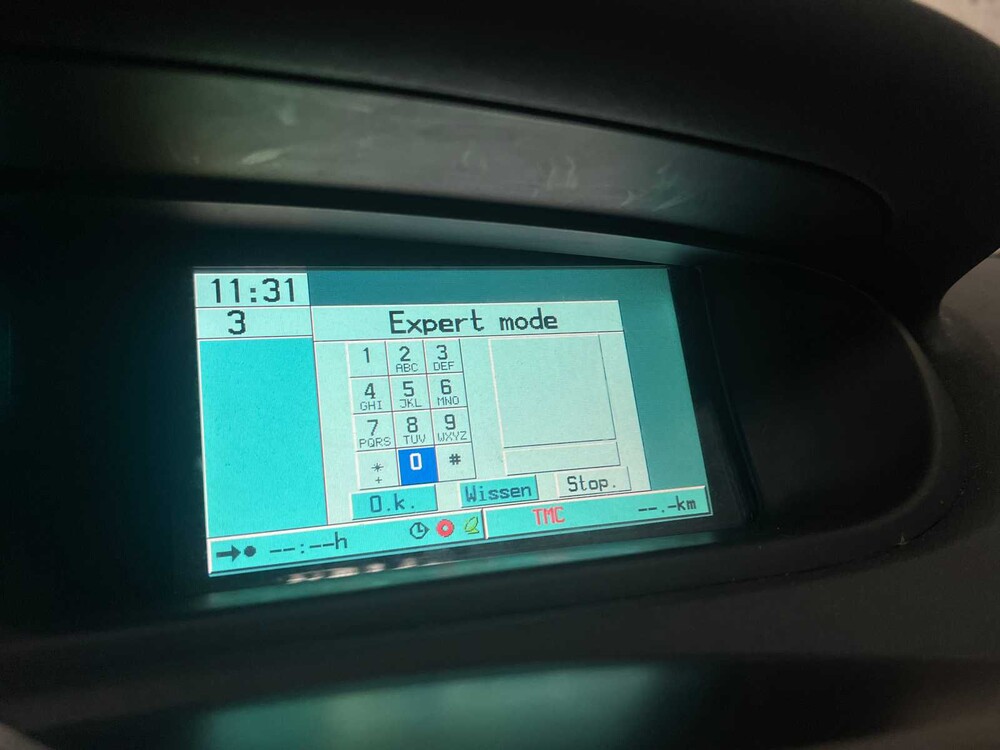 11:31
3
Expert mode
1 2 3
ABC DEF
4 5 6
GHI JKL MNO
7 8 9
PQRS TUV WXYZ
* 0 #
+
O.k. Wissen Stop.
--:--h TMC --.-km